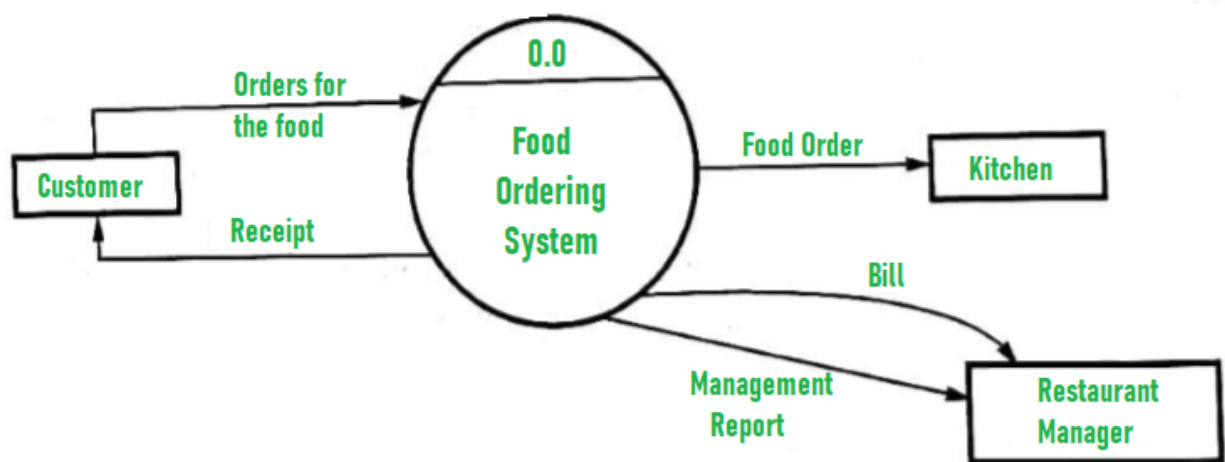 0.0
Orders for
the food
Food
Ordering
System
Food Order
Kitchen
Customer
Receipt
Bill
Management
Report
Restaurant
Manager